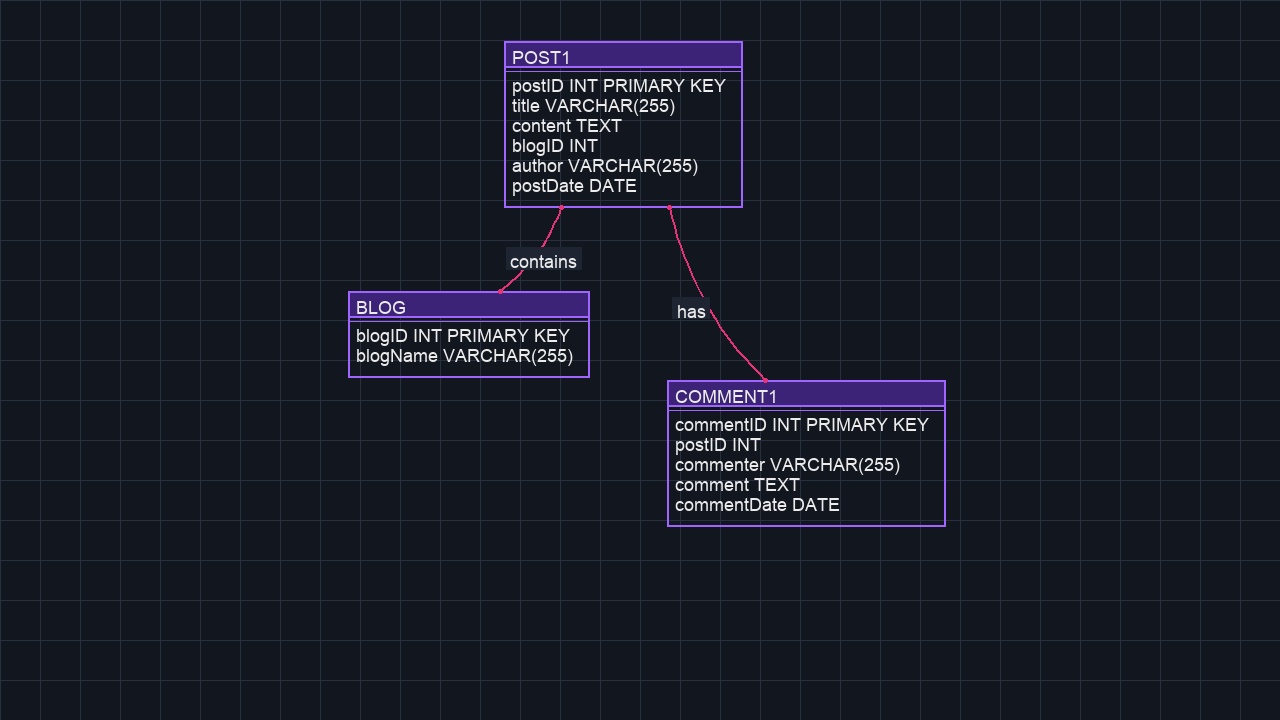 POST1
postID INT PRIMARY KEY
title VARCHAR(255)
content TEXT
blogID INT
author VARCHAR(255)
postDate DATE
contains
BLOG
blogID INT PRIMARY KEY
blogName VARCHAR(255)
has
COMMENT1
commentID INT PRIMARY KEY
postID INT
commenter VARCHAR(255)
comment TEXT
commentDate DATE